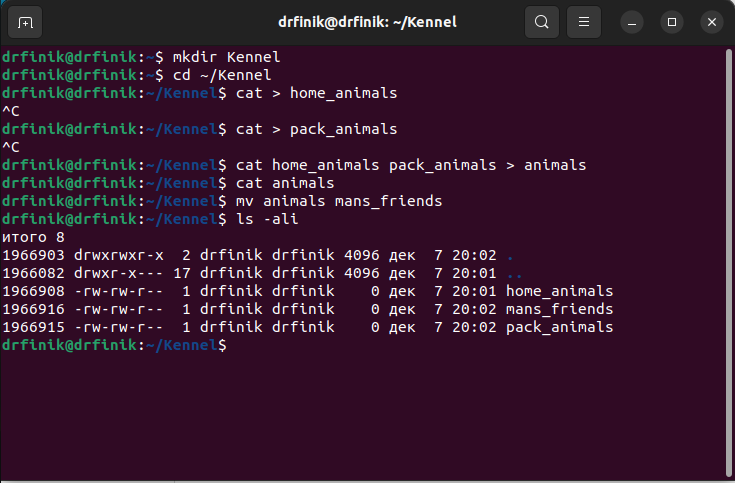 drfinik@drfinik: ~/Kennel
drfinik@drfinik:~$ mkdir Kennel
drfinik@drfinik:~$ cd ~/Kennel
drfinik@drfinik:~/Kennel$ cat > home_animals
^C
drfinik@drfinik:~/Kennel$ cat > pack_animals
^C
drfinik@drfinik:~/Kennel$ cat home_animals pack_animals > animals
drfinik@drfinik:~/Kennel$ cat animals
drfinik@drfinik:~/Kennel$ mv animals mans_friends
drfinik@drfinik:~/Kennel$ ls -ali
итого 8
1966903 drwxrwxr-x  2 drfinik drfinik 4096 дек  7 20:02 .
1966082 drwxr-x--- 17 drfinik drfinik 4096 дек  7 20:01 ..
1966908 -rw-rw-r--  1 drfinik drfinik    0 дек  7 20:01 home_animals
1966916 -rw-rw-r--  1 drfinik drfinik    0 дек  7 20:02 mans_friends
1966915 -rw-rw-r--  1 drfinik drfinik    0 дек  7 20:02 pack_animals
drfinik@drfinik:~/Kennel$